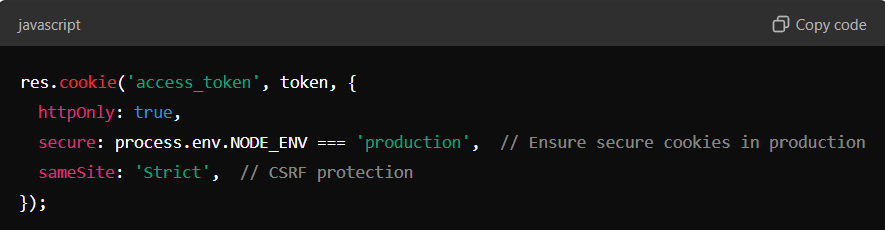 javascript
Copy code
res.cookie('access_token', token, {
  httpOnly: true,
  secure: process.env.NODE_ENV === 'production',  // Ensure secure cookies in production
  sameSite: 'Strict',  // CSRF protection
});